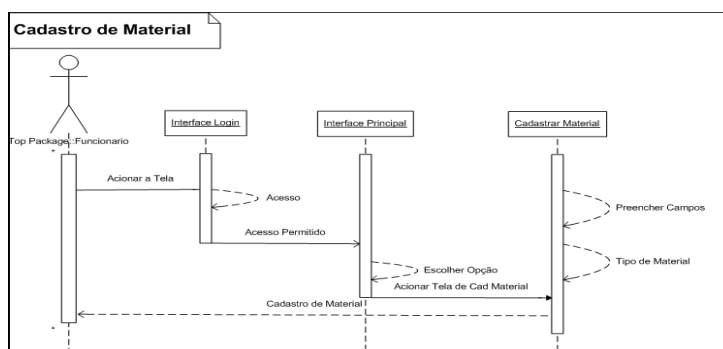 Cadastro de Material
Interface Login
Interface Principal
Cadastrar Material
Top Package::Funcionario
Acionar a Tela
Acesso
Preencher Campos
Acesso Permitido
Tipo de Material
Escolher Opção
Acionar Tela de Cad Material
Cadastro de Material